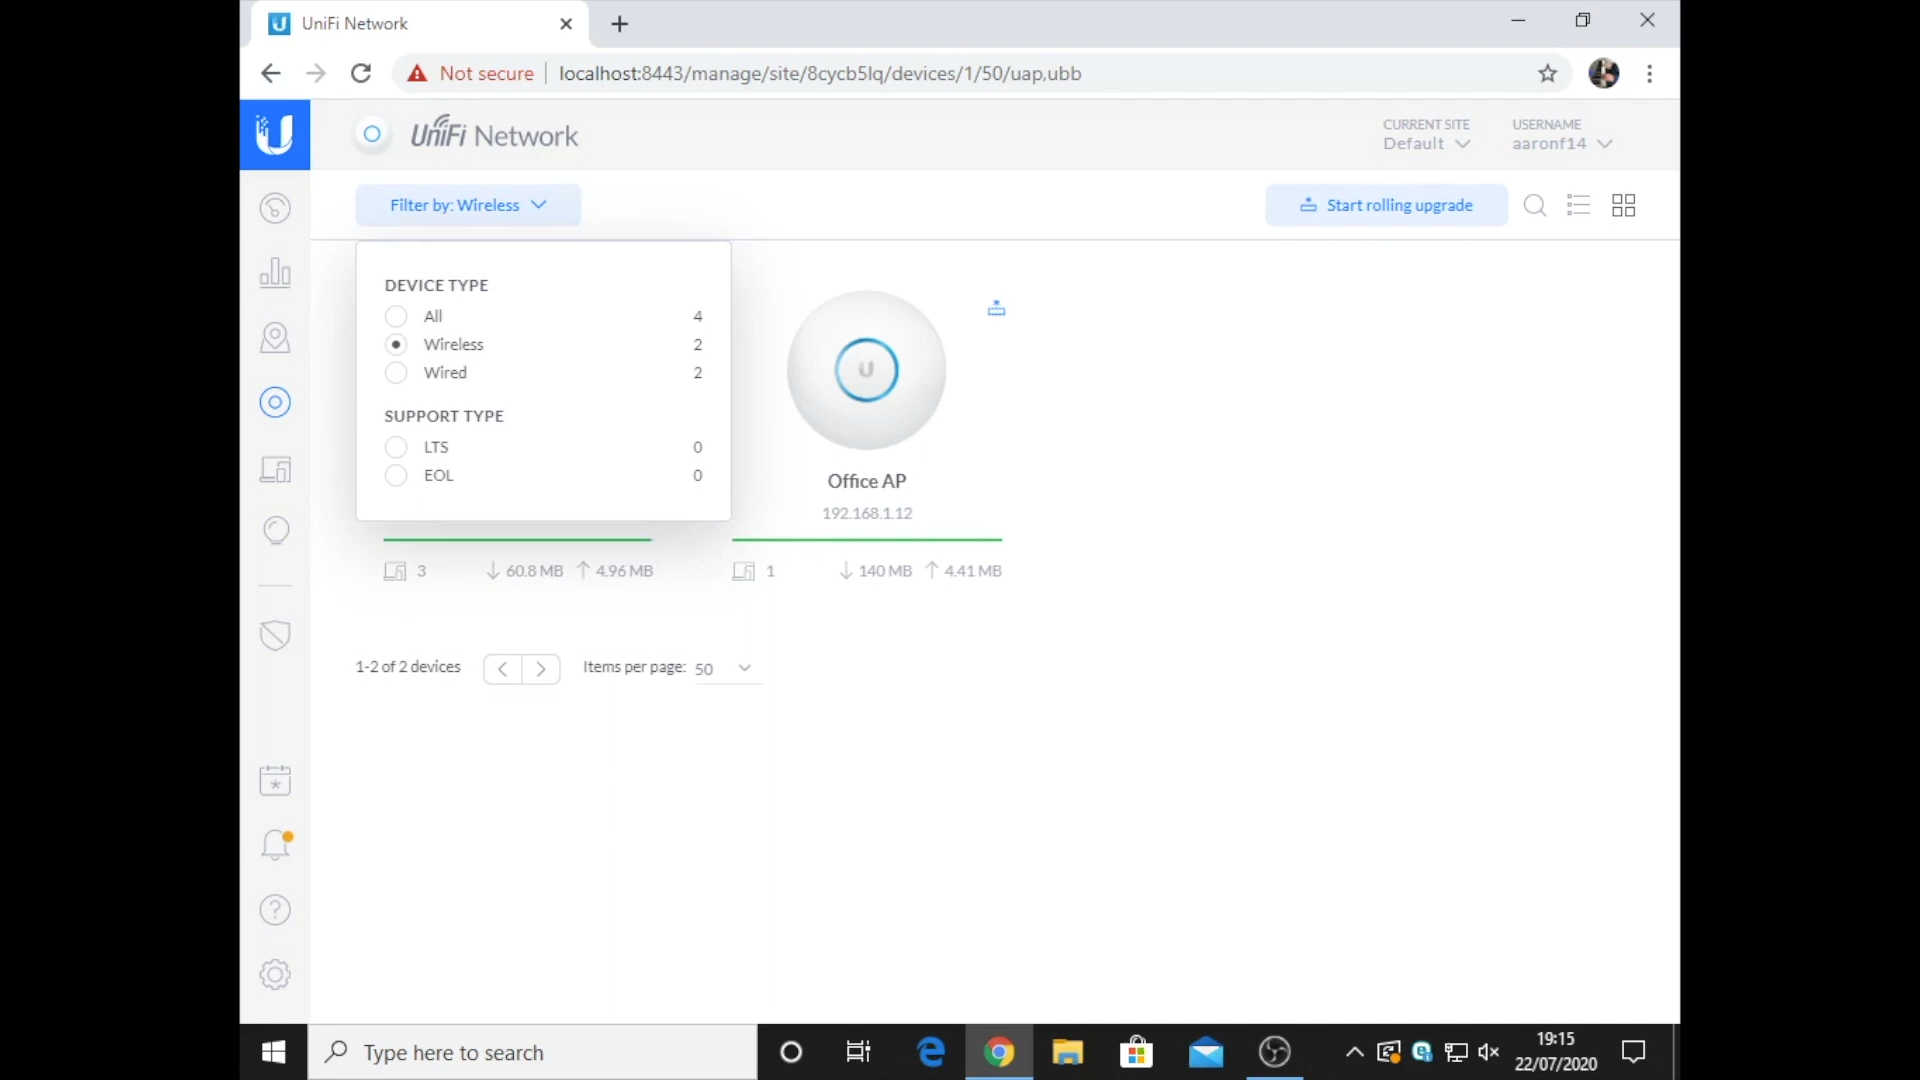 UniFi Network
Not secure
localhost:8443/manage/site/8cycb5lq/devices/1/50/uap,ubb
UniFi Network
CURRENT SITE
Default
USERNAME
aaronf14
Filter by: Wireless
Start rolling upgrade
DEVICE TYPE
All 4
Wireless 2
Wired 2
SUPPORT TYPE
LTS 0
EOL 0
U
Office AP
192.168.1.12
3 60.8 MB 4.96 MB
1 140 MB 4.41 MB
1-2 of 2 devices
Items per page: 50
Type here to search
19:15
22/07/2020